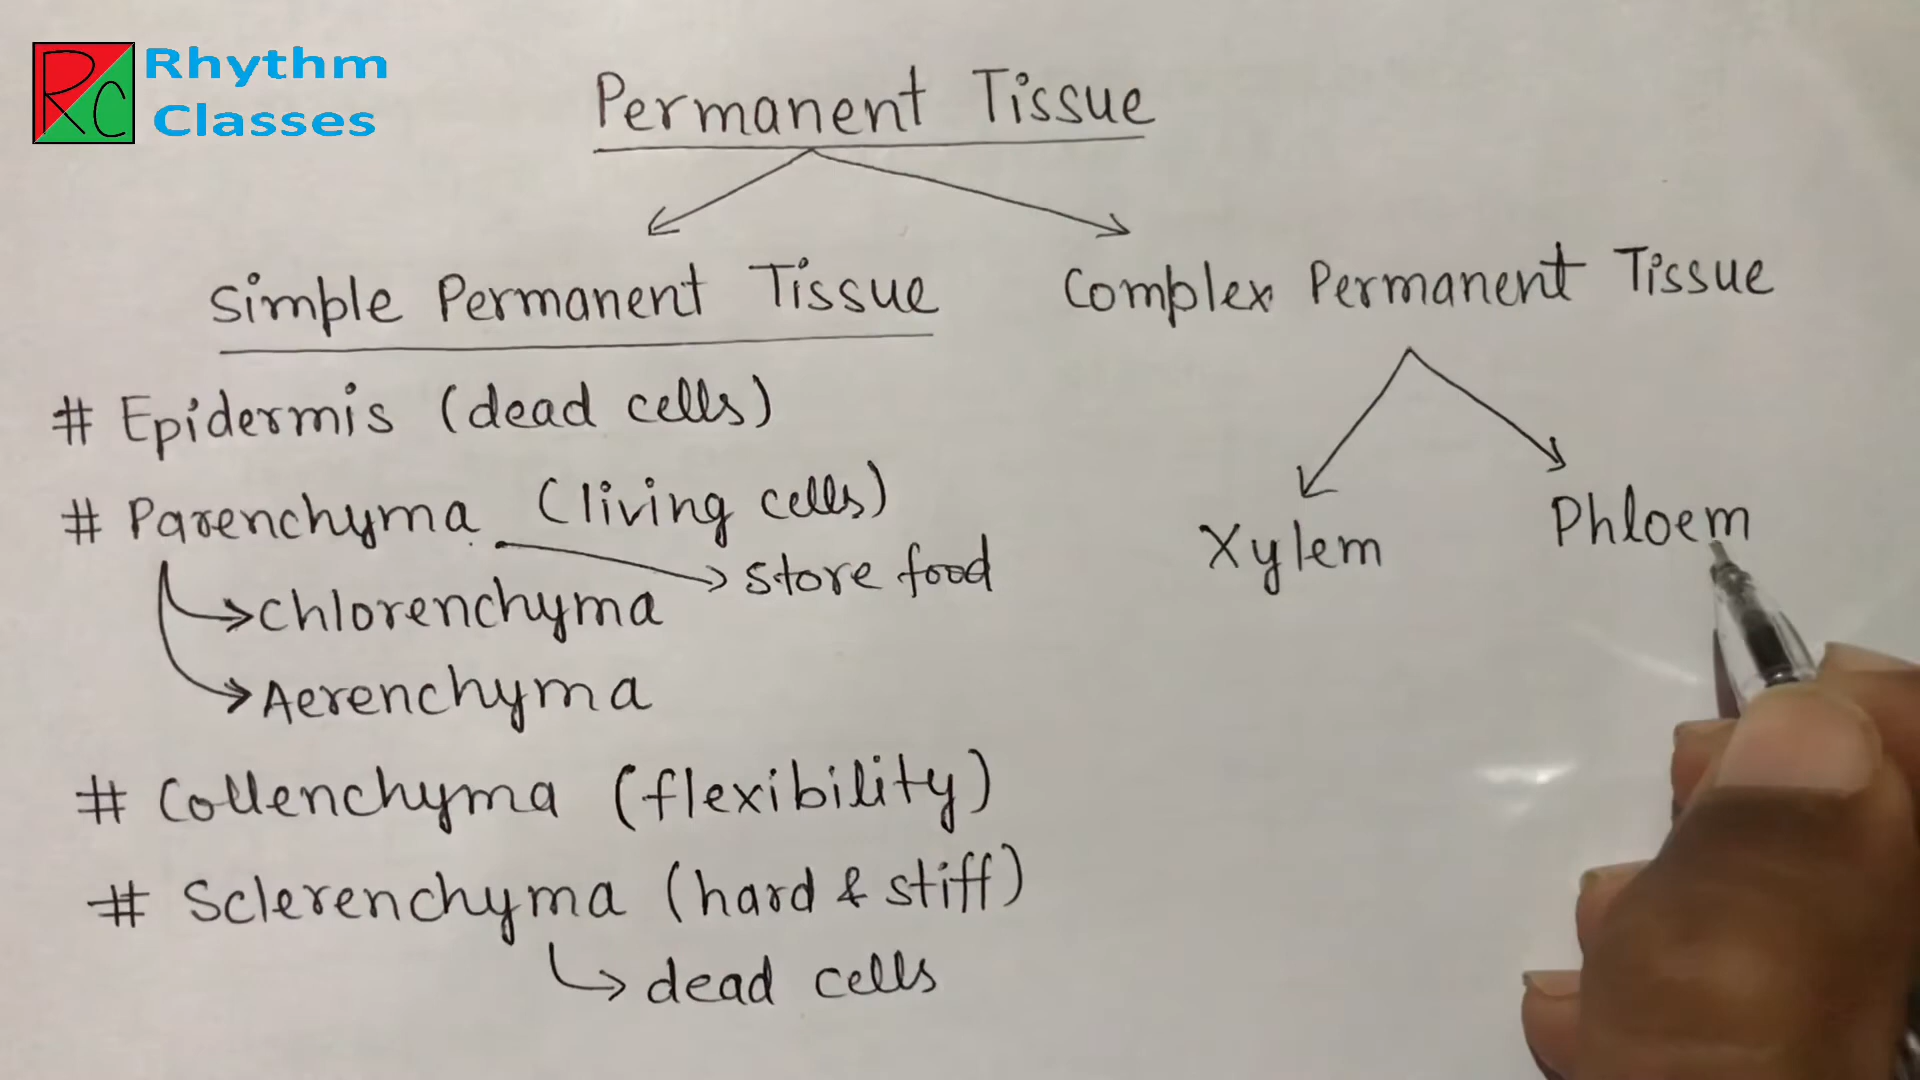 RC
Rhythm
Classes
Permanent Tissue
Simple Permanent Tissue
Complex Permanent Tissue
# Epidermis (dead cells)
# Parenchyma (living cells)
store food
Chlorenchyma
Aerenchyma
# Collenchyma (flexibility)
# Sclerenchyma (hard & stiff)
dead cells
Xylem
Phloem